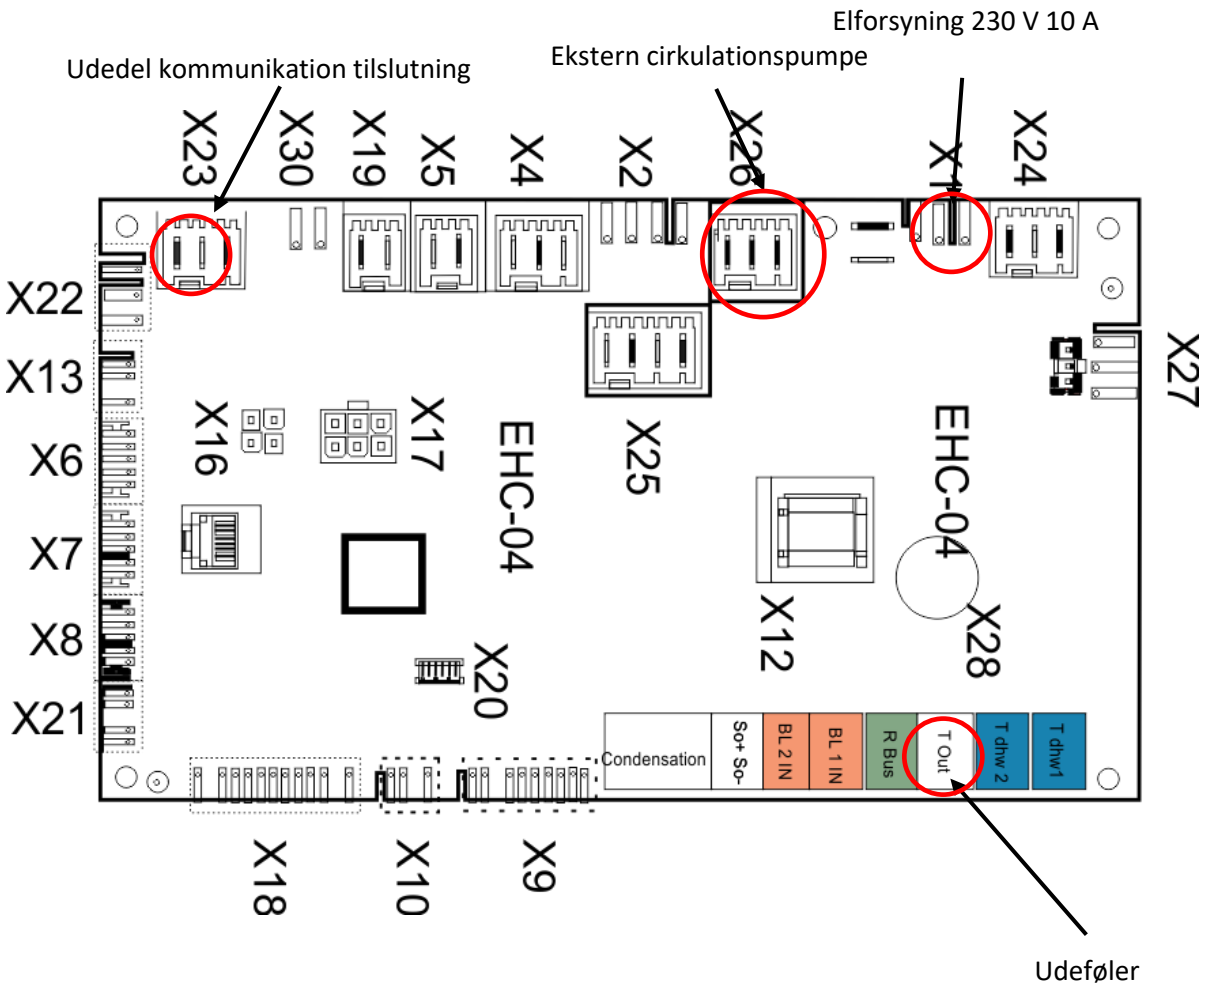 Elforsyning 230 V 10 A
Ekstern cirkulationspumpe
Udedel kommunikation tilslutning
X23
X30
X19
X5
X4
X2
X26
X1
X24
X22
X13
X6
X7
X8
X21
X16
X17
EHC-04
X25
EHC-04
X27
X12
X28
X20
Condensation
So+ So-
BL 2 IN
BL 1 IN
R Bus
T Out
T dhw 2
T dhw1
X18
X10
X9
Udeføler